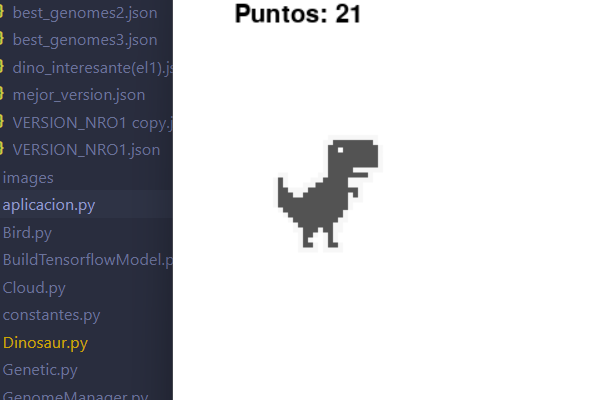 best_genomes2.json
best_genomes3.json
dino_interesante(el1).js
mejor_version.json
VERSION_NRO1 copy.j
VERSION_NRO1.json
images
aplicacion.py
Bird.py
BuildTensorflowModel.p
Cloud.py
constantes.py
Dinosaur.py
Genetic.py
GenomeManager.py
Puntos: 21